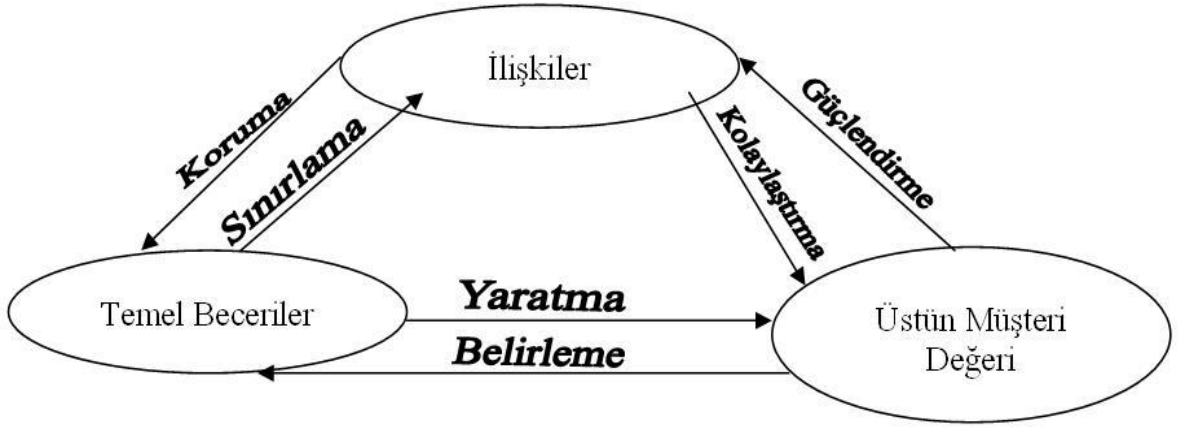 İlişkiler
Koruma
Sınırlama
Kolaylaştırma
Güçlendirme
Temel Beceriler
Yaratma
Belirleme
Üstün Müşteri
Değeri